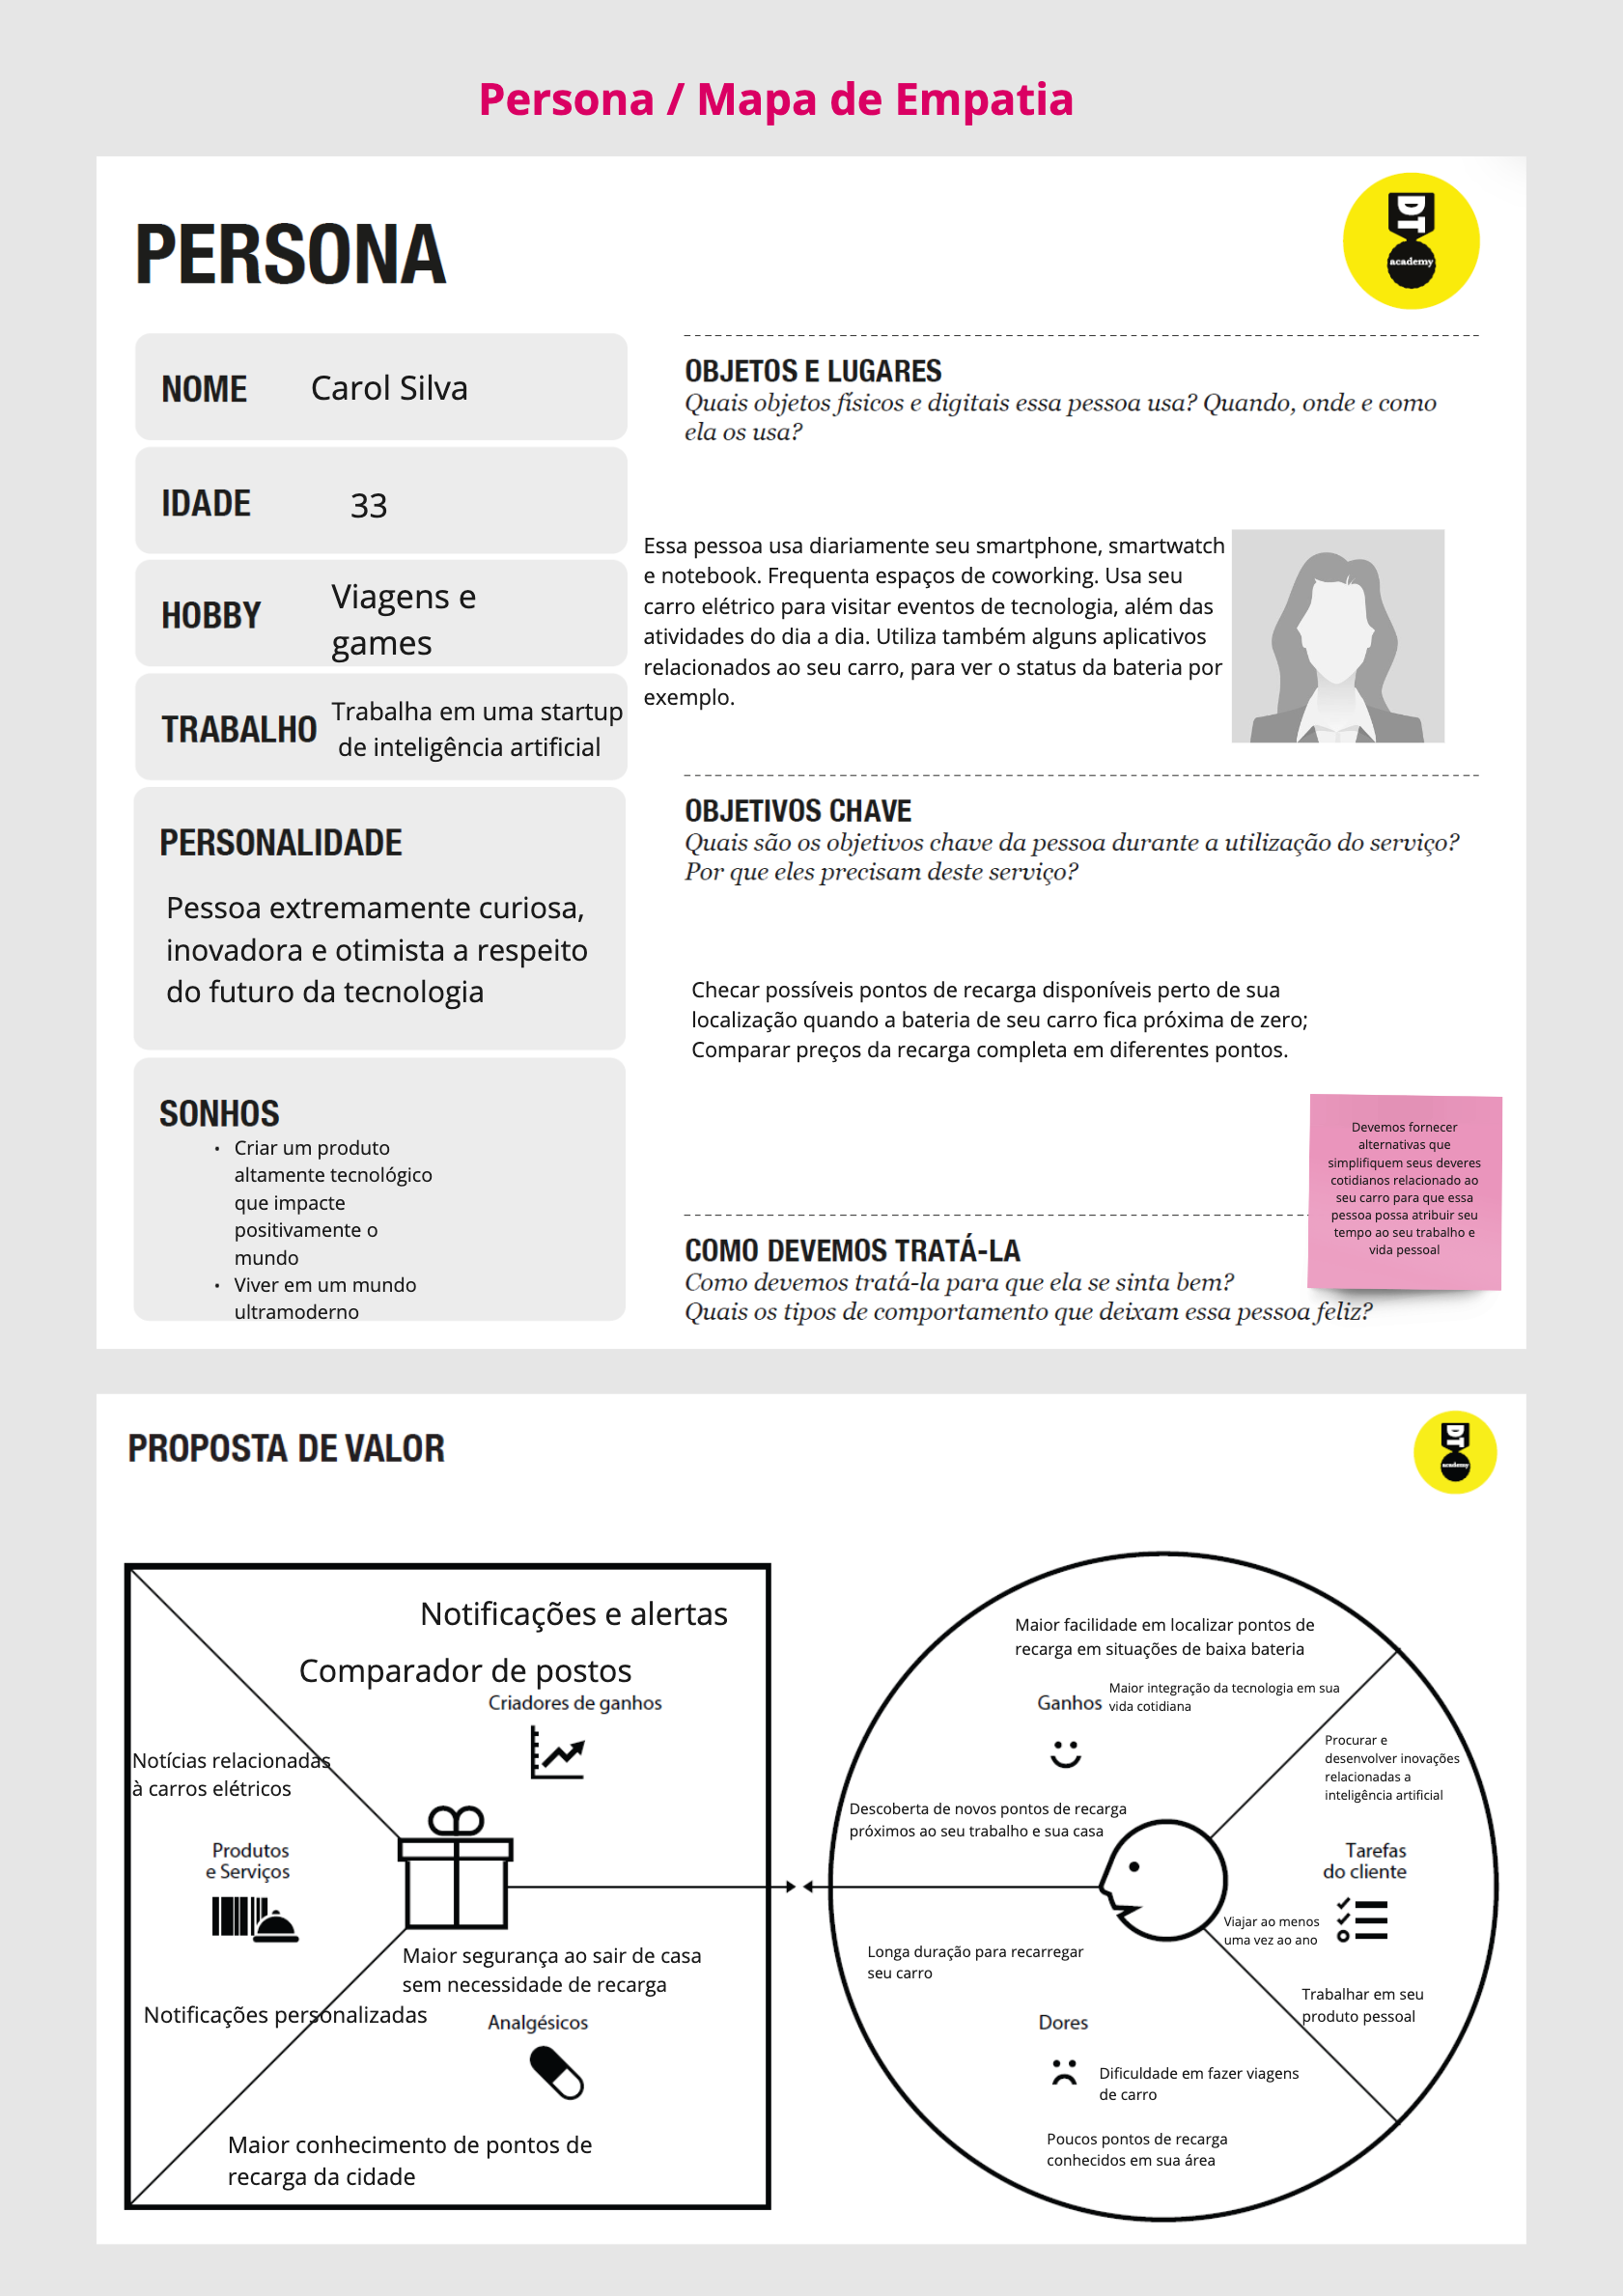 Persona / Mapa de Empatia
PERSONA
DT
academy
NOME
Carol Silva
IDADE
33
HOBBY
Viagens e
games
TRABALHO
Trabalha em uma startup
de inteligência artificial
PERSONALIDADE
Pessoa extremamente curiosa,
inovadora e otimista a respeito
do futuro da tecnologia
SONHOS
• Criar um produto
altamente tecnológico
que impacte
positivamente o
mundo
• Viver em um mundo
ultramoderno
OBJETOS E LUGARES
Quais objetos físicos e digitais essa pessoa usa? Quando, onde e como
ela os usa?
Essa pessoa usa diariamente seu smartphone, smartwatch
e notebook. Frequenta espaços de coworking. Usa seu
carro elétrico para visitar eventos de tecnologia, além das
atividades do dia a dia. Utiliza também alguns aplicativos
relacionados ao seu carro, para ver o status da bateria por
exemplo.
OBJETIVOS CHAVE
Quais são os objetivos chave da pessoa durante a utilização do serviço?
Por que eles precisam deste serviço?
Checar possíveis pontos de recarga disponíveis perto de sua
localização quando a bateria de seu carro fica próxima de zero;
Comparar preços da recarga completa em diferentes pontos.
COMO DEVEMOS TRATÁ-LA
Como devemos tratá-la para que ela se sinta bem?
Quais os tipos de comportamento que deixam essa pessoa feliz?
Devemos fornecer
alternativas que
simplifiquem seus deveres
cotidianos relacionado ao
seu carro para que essa
pessoa possa atribuir seu
tempo ao seu trabalho e
vida pessoal
PROPOSTA DE VALOR
DT
academy
Notificações e alertas
Comparador de postos
Criadores de ganhos
Notícias relacionadas
à carros elétricos
Produtos
e Serviços
Notificações personalizadas
Maior segurança ao sair de casa
sem necessidade de recarga
Analgésicos
Maior conhecimento de pontos de
recarga da cidade
Maior facilidade em localizar pontos de
recarga em situações de baixa bateria
Ganhos
Maior integração da tecnologia em sua
vida cotidiana
Descoberta de novos pontos de recarga
próximos ao seu trabalho e sua casa
Procurar e
desenvolver inovações
relacionadas a
inteligência artificial
Tarefas
do cliente
Viajar ao menos
uma vez ao ano
Trabalhar em seu
produto pessoal
Longa duração para recarregar
seu carro
Dores
Dificuldade em fazer viagens
de carro
Poucos pontos de recarga
conhecidos em sua área